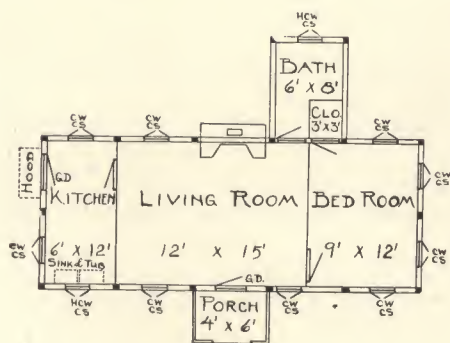 HCW
CS
BATH
6' X 8'
CLO.
3'X3'
CW
CS
CW
CS
CW
CS
HOOD
G.D
KITCHEN
LIVING ROOM
BED ROOM
CW
CS
CW
CS
6' X 12'
12' X 15'
9' X 12'
CW
CS
SINK & TUB
G.D.
HCW
CS
CW
CS
PORCH
4' X 6'
CW
CS
CW
CS